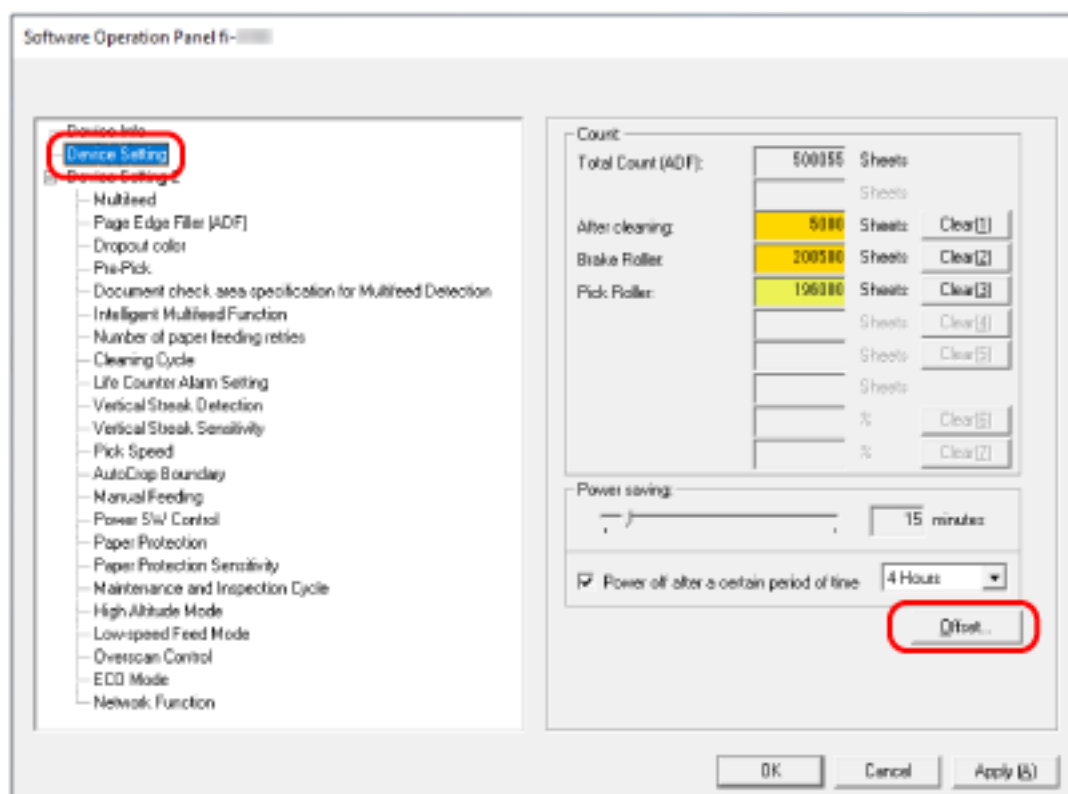 Software Operation Panel fi-
Device Info
Device Setting
Device Setting 2
Multifeed
Page Edge Filler [ADF]
Dropout color
Pre-Pick
Document check area specification for Multifeed Detection
Intelligent Multifeed Function
Number of paper feeding retries
Cleaning Cycle
Life Counter Alarm Setting
Vertical Streak Detection
Vertical Streak Sensitivity
Pick Speed
AutoCrop Boundary
Manual Feeding
Power SW Control
Paper Protection
Paper Protection Sensitivity
Maintenance and Inspection Cycle
High Altitude Mode
Low-speed Feed Mode
Overscan Control
ECO Mode
Network Function
Count
Total Count (ADF): 500055 Sheets
Sheets
After cleaning: 5000 Sheets Clear[1]
Brake Roller: 200500 Sheets Clear[2]
Pick Roller: 196000 Sheets Clear[3]
Sheets Clear[4]
Sheets Clear[5]
Sheets
% Clear[6]
% Clear[7]
Power saving:
15 minutes
Power off after a certain period of time 4 Hours
Offset...
OK Cancel Apply (A)